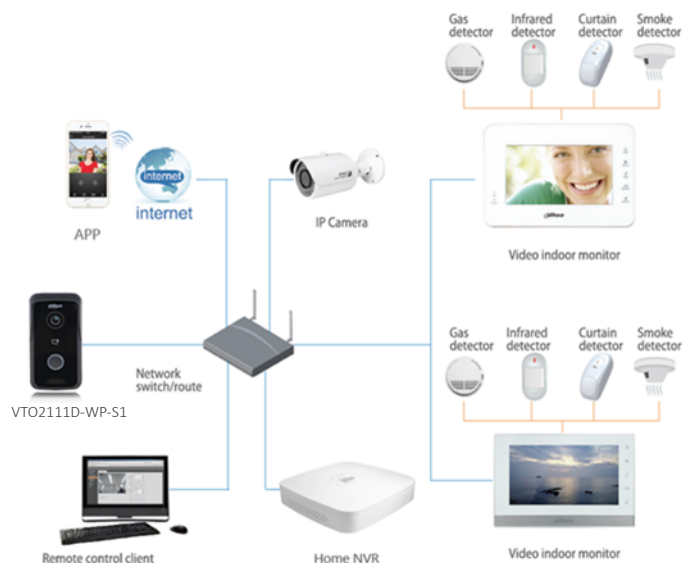 Gas
detector
Infrared
detector
Curtain
detector
Smoke
detector
internet
internet
APP
IP Camera
alhua
Video indoor monitor
Gas
detector
Infrared
detector
Curtain
detector
Smoke
detector
Network
switch/route
VTO2111D-WP-S1
Remote control client
Home NVR
Video indoor monitor